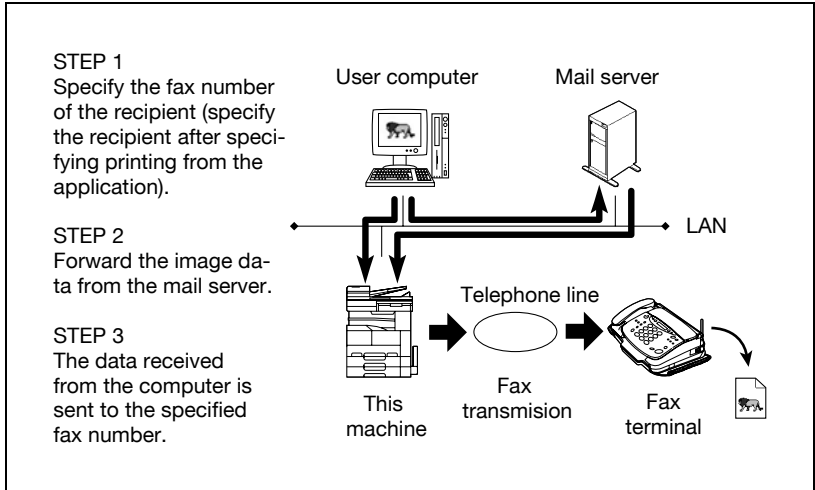 STEP 1
Specify the fax number
of the recipient (specify
the recipient after speci-
fying printing from the
application).
STEP 2
Forward the image da-
ta from the mail server.
STEP 3
The data received
from the computer is
sent to the specified
fax number.
User computer
Mail server
LAN
Telephone line
This
machine
Fax
transmision
Fax
terminal